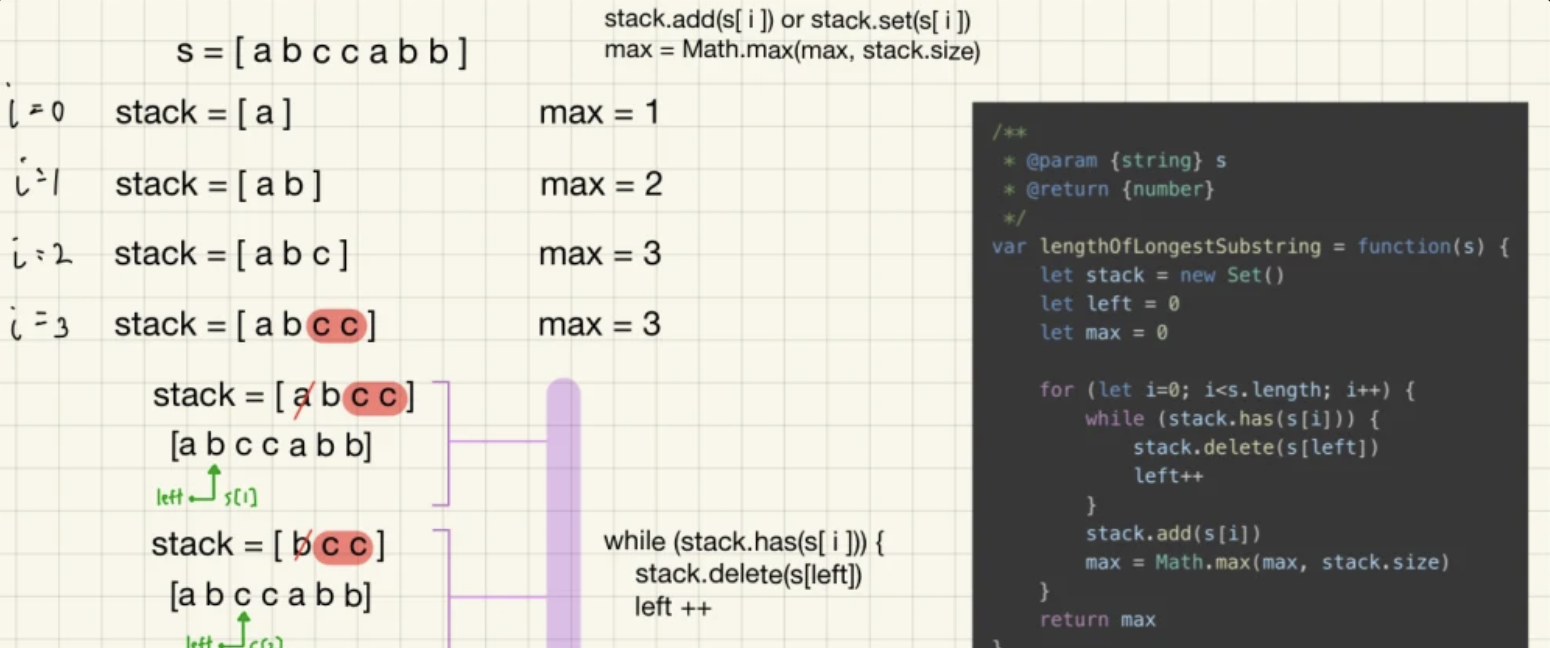 stack.add(s[ i ]) or stack.set(s[ i ])
s = [ a b c c a b b ]
max = Math.max(max, stack.size)
i=0 stack = [ a ] max = 1
i=1 stack = [ a b ] max = 2
i=2 stack = [ a b c ] max = 3
i=3 stack = [ a b c c ] max = 3
stack = [ a b c c ]
[a b c c a b b]
left s[1]
stack = [ b c c ]
[a b c c a b b]
left
while (stack.has(s[ i ])) {
stack.delete(s[left])
left ++
/**
* @param {string} s
* @return {number}
*/
var lengthOfLongestSubstring = function(s) {
let stack = new Set()
let left = 0
let max = 0
for (let i=0; i<s.length; i++) {
while (stack.has(s[i])) {
stack.delete(s[left])
left++
}
stack.add(s[i])
max = Math.max(max, stack.size)
}
return max
}